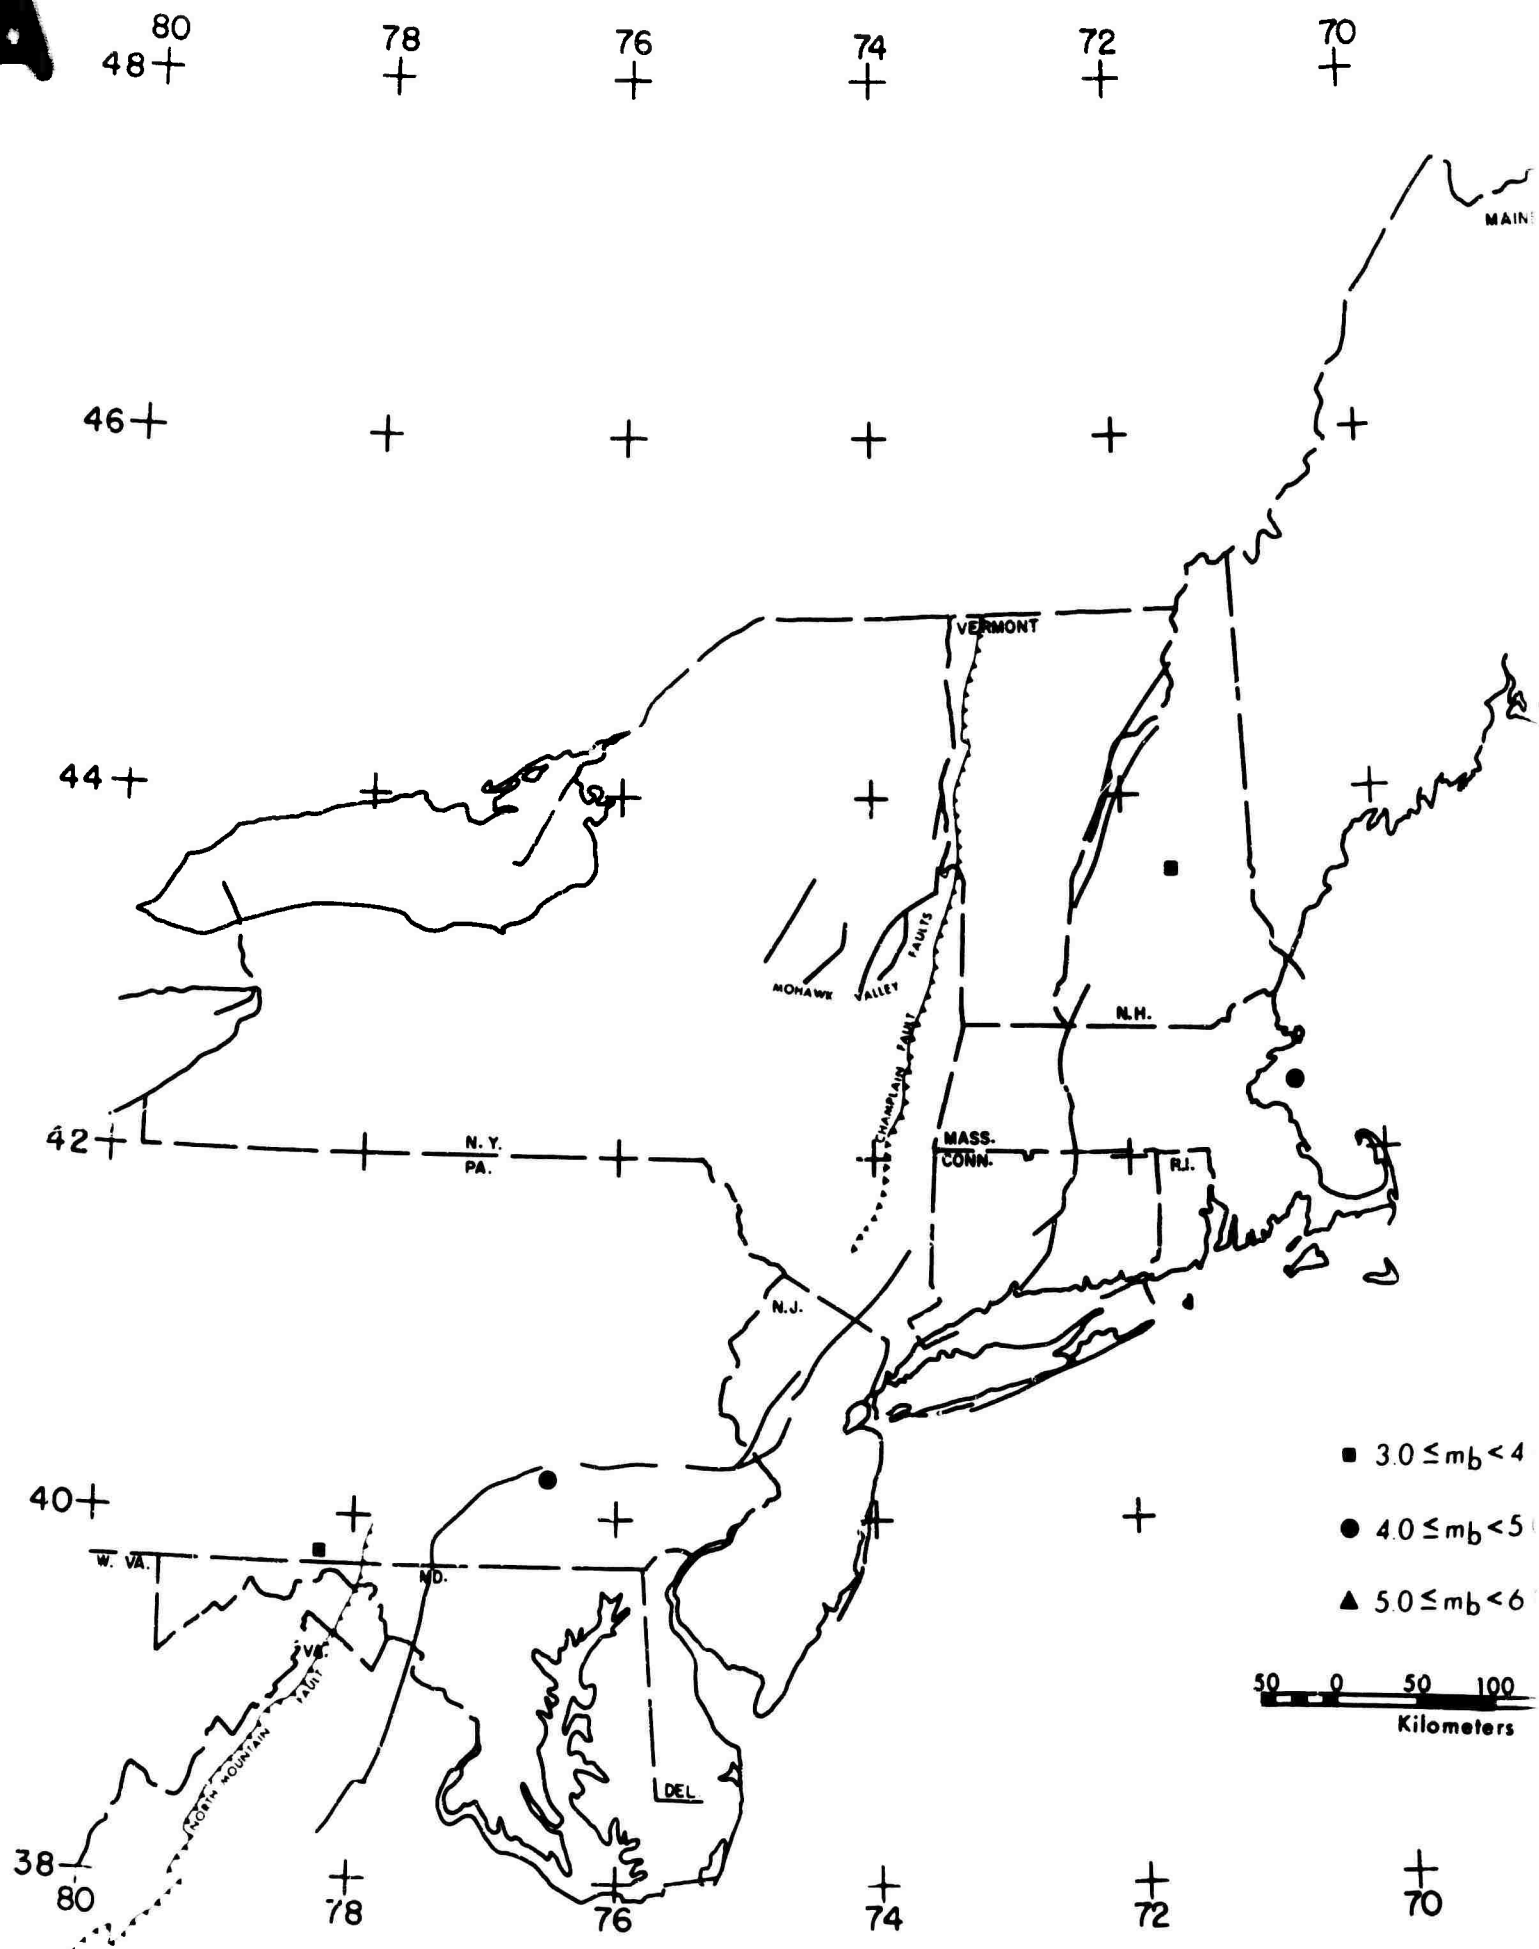 80 78 76 74 72 70
48
MAIN
46
VERMONT
44
FAULTS
MOHAWK VALLEY
N.H.
CHAMPLAIN FAULT
42
N. Y.
PA.
MASS.
CONN.
R.I.
N.J.
3.0 ≤ mb < 4
40
4.0 ≤ mb < 5
W. VA.
MD.
5.0 ≤ mb < 6
VA.
NORTH MOUNTAIN FAULT
50 0 50 100
Kilometers
DEL
38
80 78 76 74 72 70